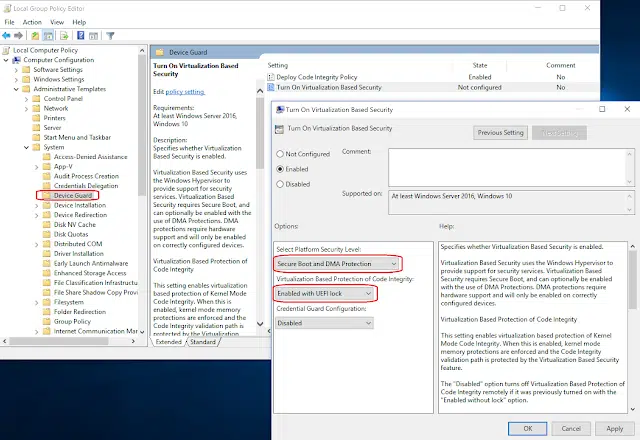 Local Group Policy Editor
File Action View Help
Local Computer Policy
Computer Configuration
Software Settings
Windows Settings
Administrative Templates
Control Panel
Network
Printers
Server
Start Menu and Taskbar
System
Access-Denied Assistance
App-V
Audit Process Creation
Credentials Delegation
Device Guard
Device Installation
Device Redirection
Disk NV Cache
Disk Quotas
Distributed COM
Driver Installation
Early Launch Antimalware
Enhanced Storage Access
File Classification Infrastructu
File Share Shadow Copy Provi
Filesystem
Folder Redirection
Group Policy
Internet Communication Mar
Device Guard
Turn On Virtualization Based
Security
Edit policy setting.
Requirements:
At least Windows Server 2016,
Windows 10
Description:
Specifies whether Virtualization
Based Security is enabled.
Virtualization Based Security uses
the Windows Hypervisor to
provide support for security
services. Virtualization Based
Security requires Secure Boot, and
can optionally be enabled with
the use of DMA Protections. DMA
protections require hardware
support and will only be enabled
on correctly configured devices.
Virtualization Based Protection of
Code Integrity
This setting enables virtualization
based protection of Kernel Mode
Code Integrity. When this is
enabled, kernel mode memory
protections are enforced and the
Code Integrity validation path is
protected by the Virtualization
Extended Standard
Setting State Comment
Deploy Code Integrity Policy Enabled No
Turn On Virtualization Based Security Not configured No
Turn On Virtualization Based Security
Turn On Virtualization Based Security
Previous Setting Next Setting
Not Configured
Enabled
Disabled
Comment:
Supported on:
At least Windows Server 2016, Windows 10
Options:
Select Platform Security Level:
Secure Boot and DMA Protection
Virtualization Based Protection of Code Integrity:
Enabled with UEFI lock
Credential Guard Configuration:
Disabled
Help:
Specifies whether Virtualization Based Security is enabled.
Virtualization Based Security uses the Windows Hypervisor to
provide support for security services. Virtualization Based
Security requires Secure Boot, and can optionally be enabled
with the use of DMA Protections. DMA protections require
hardware support and will only be enabled on correctly
configured devices.
Virtualization Based Protection of Code Integrity
This setting enables virtualization based protection of Kernel Mode
Code Integrity. When this is enabled, kernel mode
memory protections are enforced and the Code Integrity
validation path is protected by the Virtualization Based Security
feature.
The "Disabled" option turns off Virtualization Based Protection of
Code Integrity remotely if it was previously turned on with the
"Enabled without lock" option.
OK Cancel Apply